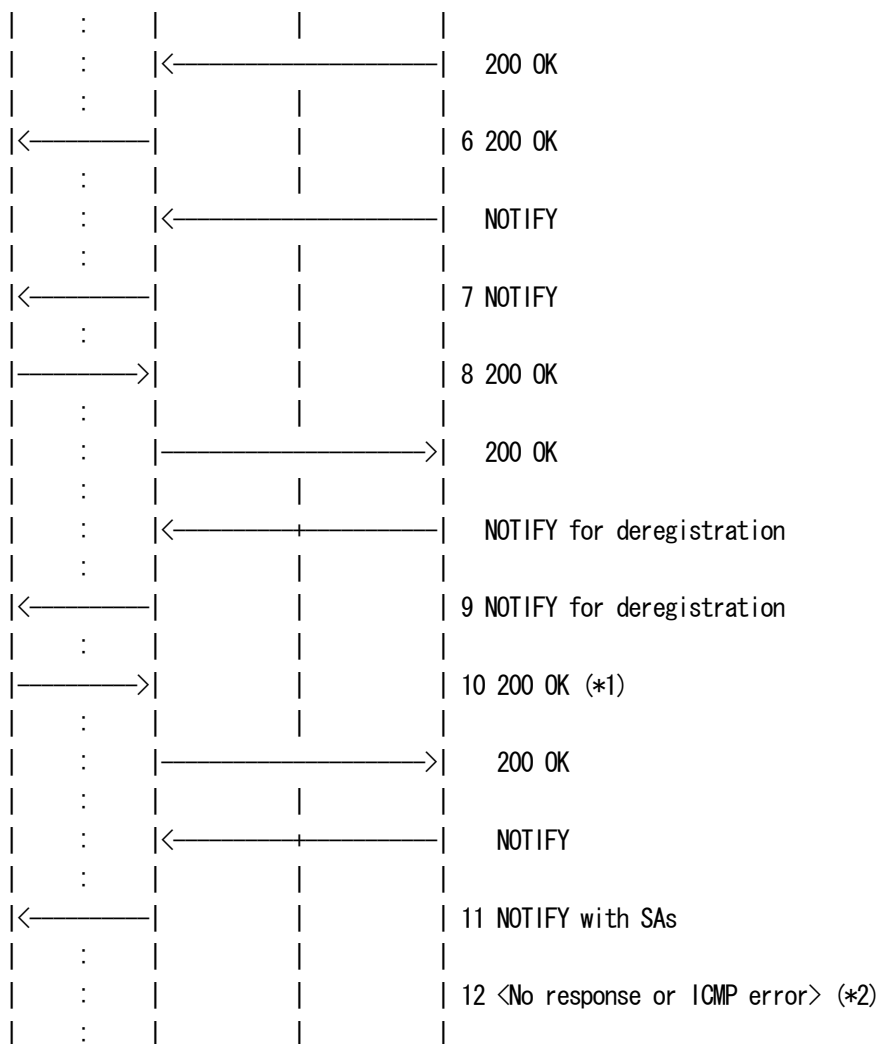 200 OK
6 200 OK
NOTIFY
7 NOTIFY
8 200 OK
200 OK
NOTIFY for deregistration
9 NOTIFY for deregistration
10 200 OK (*1)
200 OK
NOTIFY
11 NOTIFY with SAs
12 <No response or ICMP error> (*2)